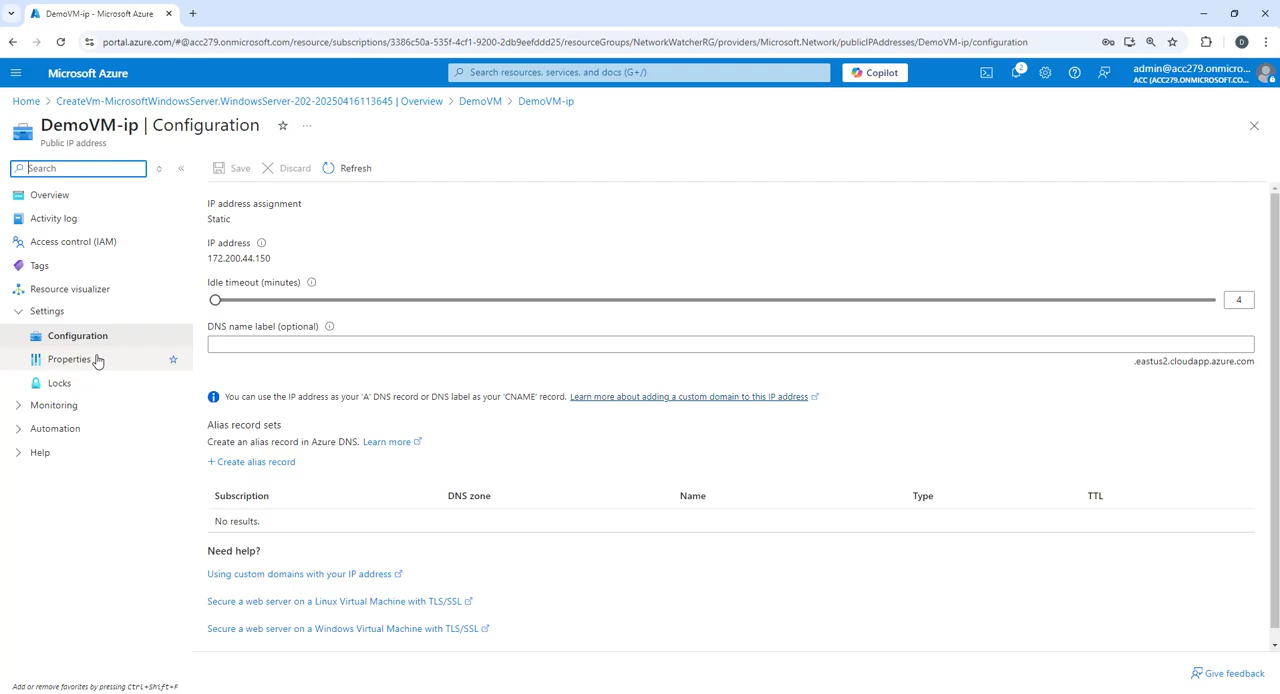 DemoVM-ip - Microsoft Azure
portal.azure.com/#@acc279.onmicrosoft.com/resource/subscriptions/3386c50a-535f-4cf1-9200-2db9eefddd25/resourceGroups/NetworkWatcherRG/providers/Microsoft.Network/publicIPAddresses/DemoVM-ip/configuration
D
Microsoft Azure
Search resources, services, and docs (G+/)
Copilot
2
admin@acc279.onmicro...
ACC (ACC279.ONMICROSOFT.CO...
Home > CreateVm-MicrosoftWindowsServer.WindowsServer-202-20250416113645 | Overview > DemoVM > DemoVM-ip
DemoVM-ip | Configuration
Public IP address
Search
Save
Discard
Refresh
Overview
Activity log
Access control (IAM)
Tags
Resource visualizer
Settings
Configuration
Properties
Locks
Monitoring
Automation
Help
IP address assignment
Static
IP address
172.200.44.150
Idle timeout (minutes)
4
DNS name label (optional)
.eastus2.cloudapp.azure.com
You can use the IP address as your 'A' DNS record or DNS label as your 'CNAME' record. Learn more about adding a custom domain to this IP address
Alias record sets
Create an alias record in Azure DNS. Learn more
+ Create alias record
Subscription DNS zone Name Type TTL
No results.
Need help?
Using custom domains with your IP address
Secure a web server on a Linux Virtual Machine with TLS/SSL
Secure a web server on a Windows Virtual Machine with TLS/SSL
Give feedback
Add or remove favorites by pressing Ctrl+Shift+F